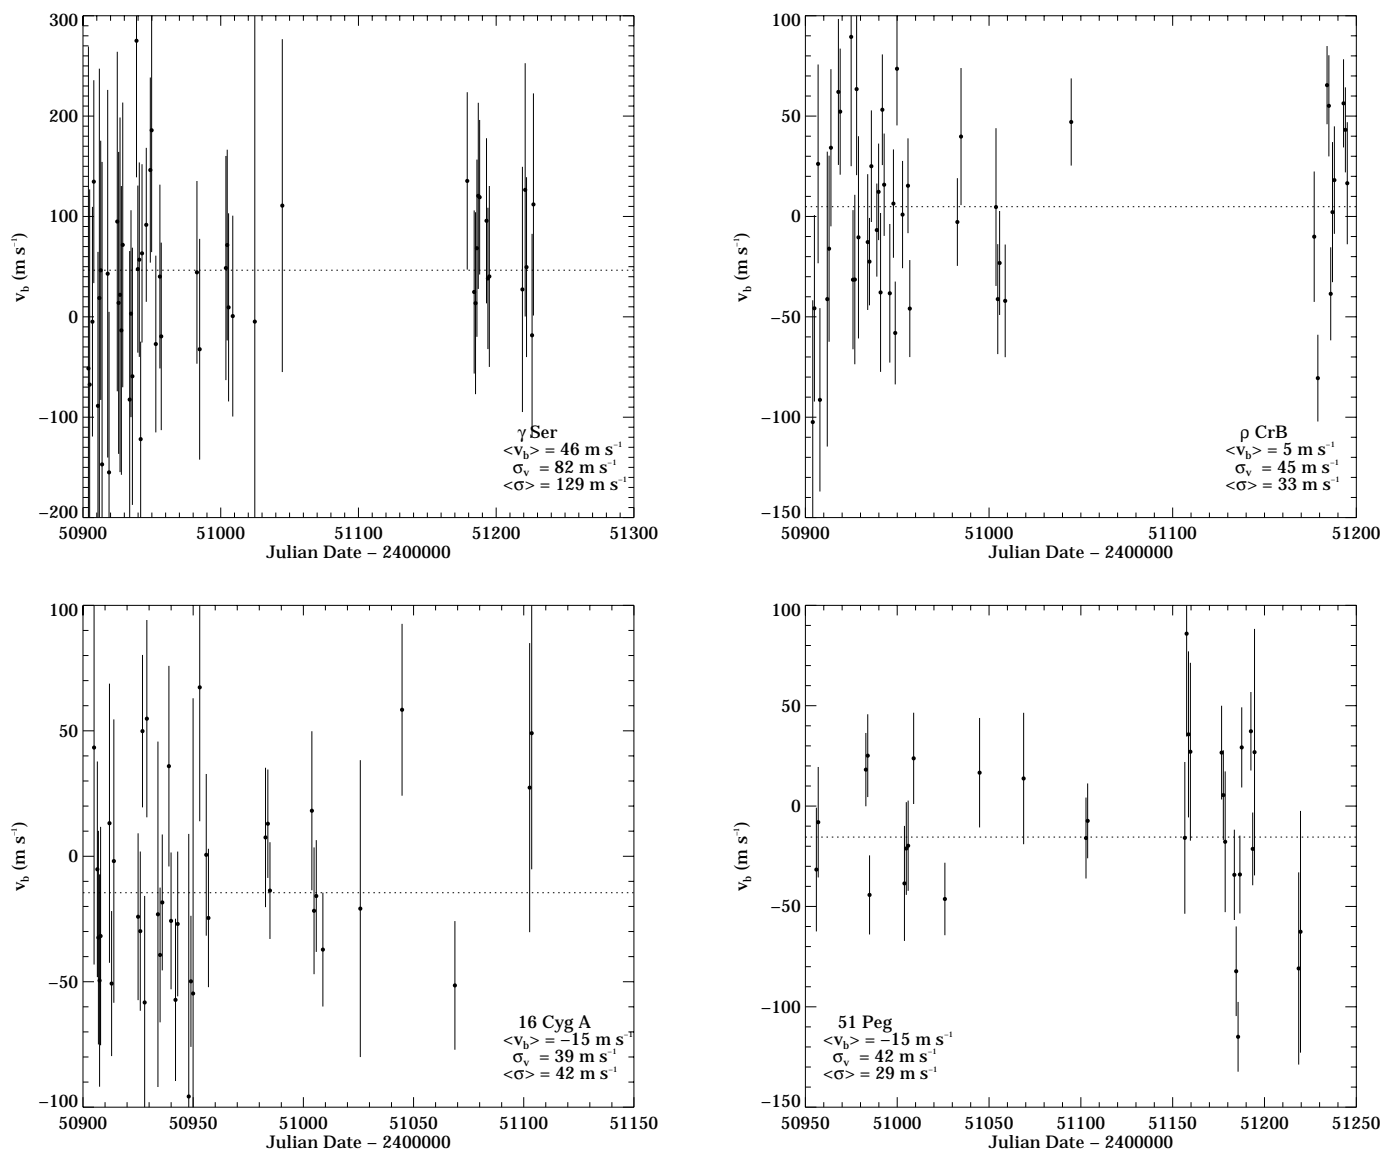 300
200
100
0
−100
−200
v_b (m s⁻¹)
γ Ser
<v_b> = 46 m s⁻¹
σ_v = 82 m s⁻¹
<σ> = 129 m s⁻¹
50900 51000 51100 51200 51300
Julian Date − 2400000
100
50
0
−50
−100
−150
v_b (m s⁻¹)
ρ CrB
<v_b> = 5 m s⁻¹
σ_v = 45 m s⁻¹
<σ> = 33 m s⁻¹
50900 51000 51100 51200
Julian Date − 2400000
100
50
0
−50
−100
v_b (m s⁻¹)
16 Cyg A
<v_b> = −15 m s⁻¹
σ_v = 39 m s⁻¹
<σ> = 42 m s⁻¹
50900 50950 51000 51050 51100 51150
Julian Date − 2400000
100
50
0
−50
−100
−150
v_b (m s⁻¹)
51 Peg
<v_b> = −15 m s⁻¹
σ_v = 42 m s⁻¹
<σ> = 29 m s⁻¹
50950 51000 51050 51100 51150 51200 51250
Julian Date − 2400000